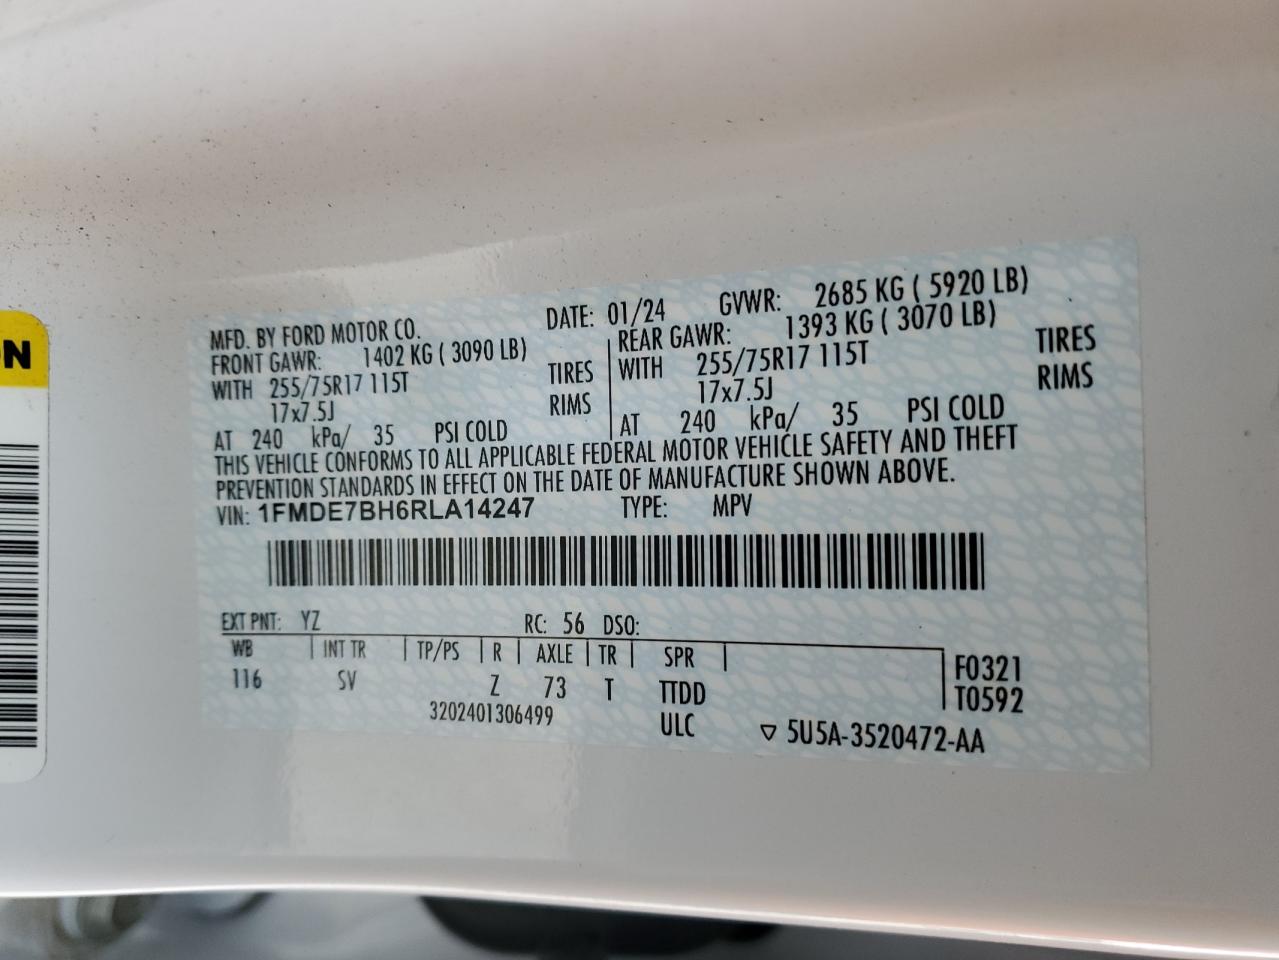 ON
MFD. BY FORD MOTOR CO. DATE: 01/24 GVWR: 2685 KG ( 5920 LB)
FRONT GAWR: 1402 KG ( 3090 LB) REAR GAWR: 1393 KG ( 3070 LB)
WITH 255/75R17 115T TIRES WITH 255/75R17 115T TIRES
17x7.5J RIMS 17x7.5J RIMS
AT 240 kPa/ 35 PSI COLD AT 240 kPa/ 35 PSI COLD
THIS VEHICLE CONFORMS TO ALL APPLICABLE FEDERAL MOTOR VEHICLE SAFETY AND THEFT
PREVENTION STANDARDS IN EFFECT ON THE DATE OF MANUFACTURE SHOWN ABOVE.
VIN: 1FMDE7BH6RLA14247 TYPE: MPV
EXT PNT: YZ RC: 56 DSO:
WB INT TR TP/PS R AXLE TR SPR F0321
116 SV Z 73 T TTDD T0592
3202401306499 ULC ▽ 5U5A-3520472-AA